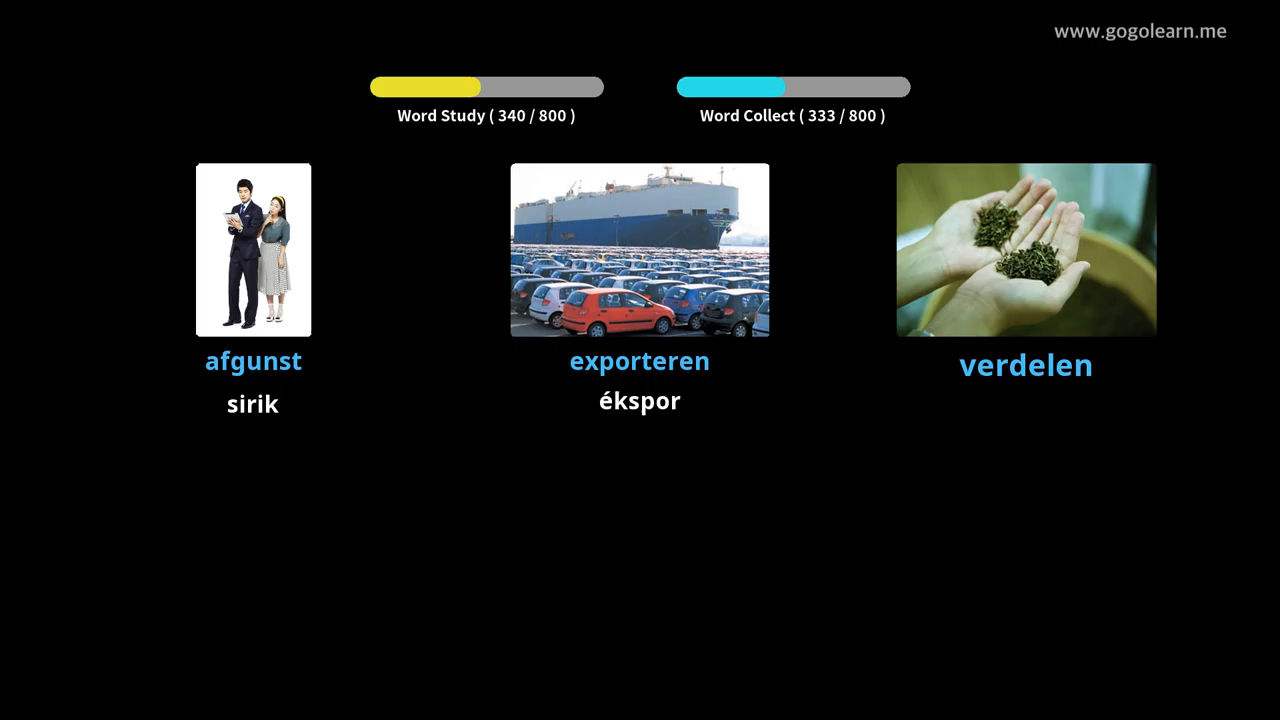 www.gogolearn.me
Word Study ( 340 / 800 )
Word Collect ( 333 / 800 )
afgunst
exporteren
verdelen
sirik
ékspor